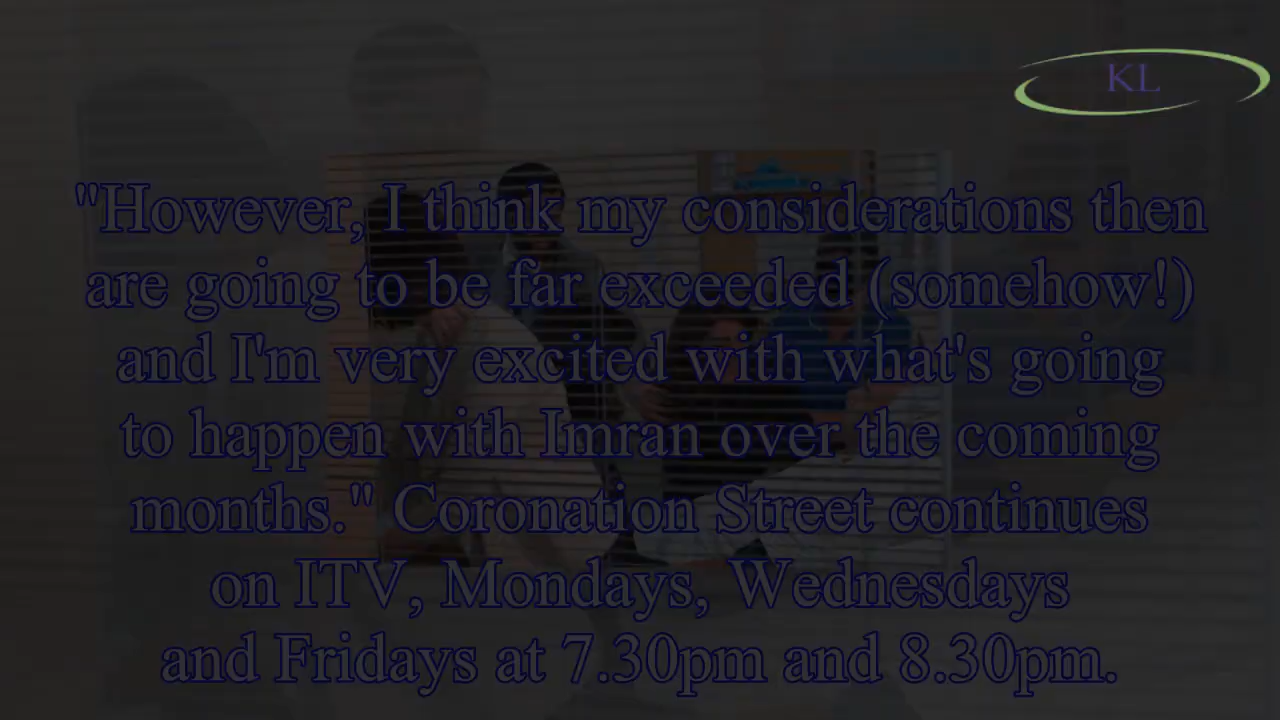 KL
"However, I think my considerations then
are going to be far exceeded (somehow!)
and I'm very excited with what's going
to happen with Imran over the coming
months." Coronation Street continues
on ITV, Mondays, Wednesdays
and Fridays at 7.30pm and 8.30pm.